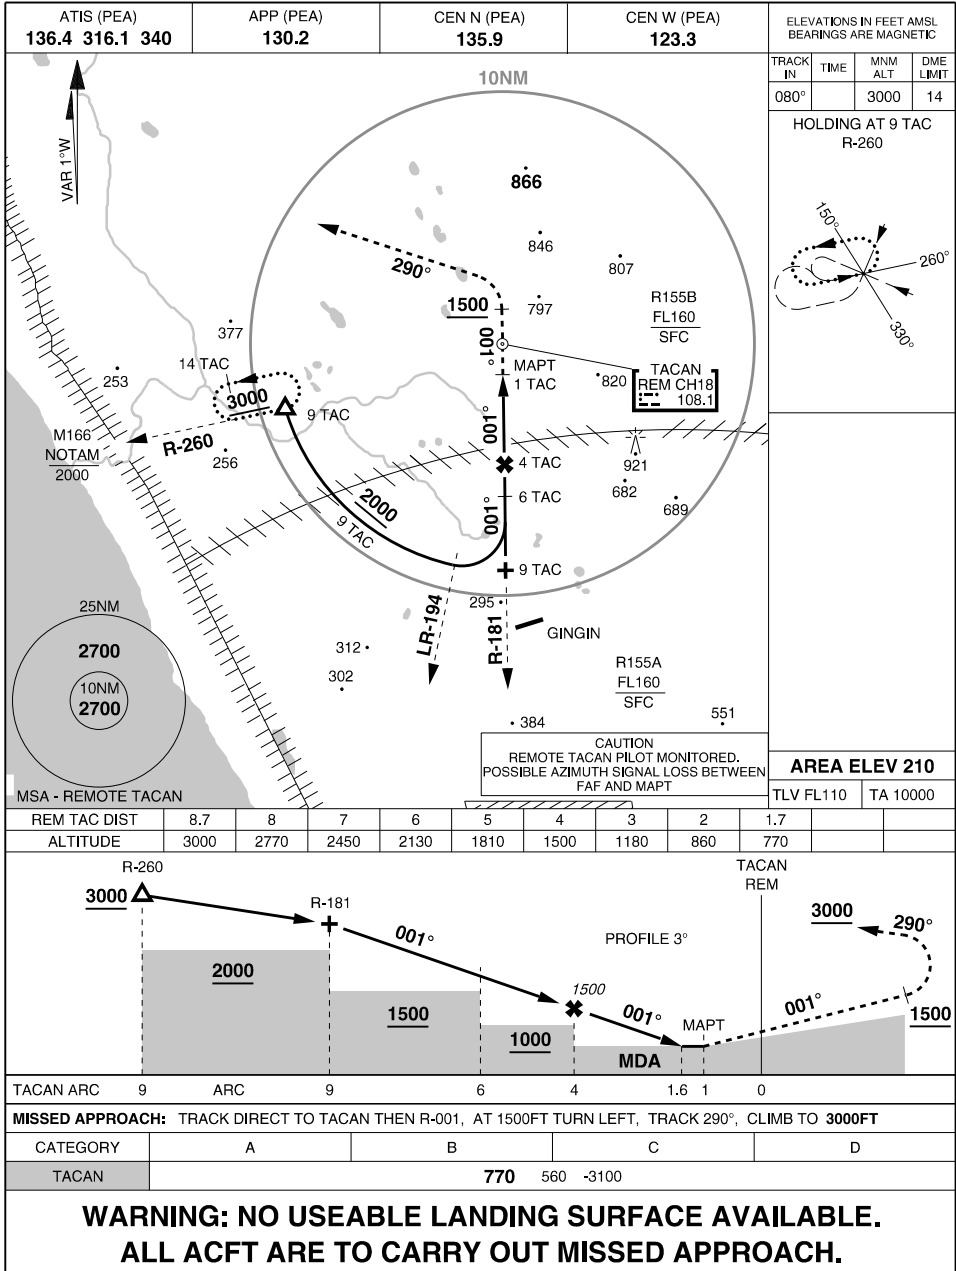 ATIS (PEA)
136.4 316.1 340
APP (PEA)
130.2
CEN N (PEA)
135.9
CEN W (PEA)
123.3
ELEVATIONS IN FEET AMSL
BEARINGS ARE MAGNETIC
TRACK IN
TIME
MNM ALT
DME LIMIT
080°
3000
14
HOLDING AT 9 TAC
R-260
150°
260°
330°
VAR 1°W
10NM
866
846
807
290°
1500
797
R155B
FL160
SFC
377
001°
14 TAC
MAPT
1 TAC
820
TACAN
REM CH18
108.1
253
3000
9 TAC
M166
NOTAM
2000
R-260
256
001°
4 TAC
921
682
689
2000
9 TAC
001°
6 TAC
9 TAC
295
LR-194
R-181
GINGIN
25NM
2700
10NM
2700
312
302
R155A
FL160
SFC
384
551
CAUTION
REMOTE TACAN PILOT MONITORED.
POSSIBLE AZIMUTH SIGNAL LOSS BETWEEN
FAF AND MAPT
MSA - REMOTE TACAN
AREA ELEV 210
TLV FL110
TA 10000
REM TAC DIST 8.7 8 7 6 5 4 3 2 1.7
ALTITUDE 3000 2770 2450 2130 1810 1500 1180 860 770
R-260
3000
R-181
001°
2000
1500
1000
1500
001°
MDA
MAPT
PROFILE 3°
TACAN
REM
3000
290°
001°
1500
TACAN ARC 9 ARC 9 6 4 1.6 1 0
MISSED APPROACH: TRACK DIRECT TO TACAN THEN R-001, AT 1500FT TURN LEFT, TRACK 290°, CLIMB TO 3000FT
CATEGORY A B C D
TACAN 770 560 -3100
WARNING: NO USEABLE LANDING SURFACE AVAILABLE.
ALL ACFT ARE TO CARRY OUT MISSED APPROACH.